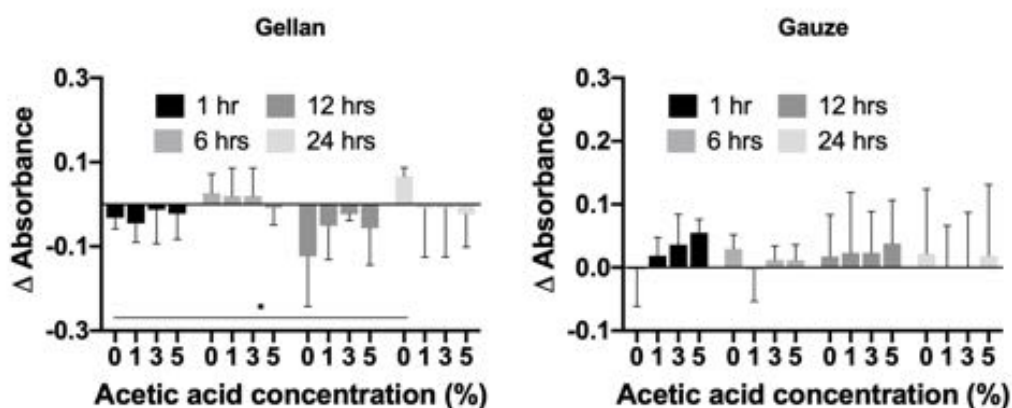 Gellan
Δ Absorbance
0.3
0.1
-0.1
-0.3
1 hr
12 hrs
6 hrs
24 hrs
0 1 3 5 0 1 3 5 0 1 3 5 0 1 3 5
Acetic acid concentration (%)
Gauze
Δ Absorbance
0.3
0.2
0.1
0.0
-0.1
1 hr
12 hrs
6 hrs
24 hrs
0 1 3 5 0 1 3 5 0 1 3 5 0 1 3 5
Acetic acid concentration (%)